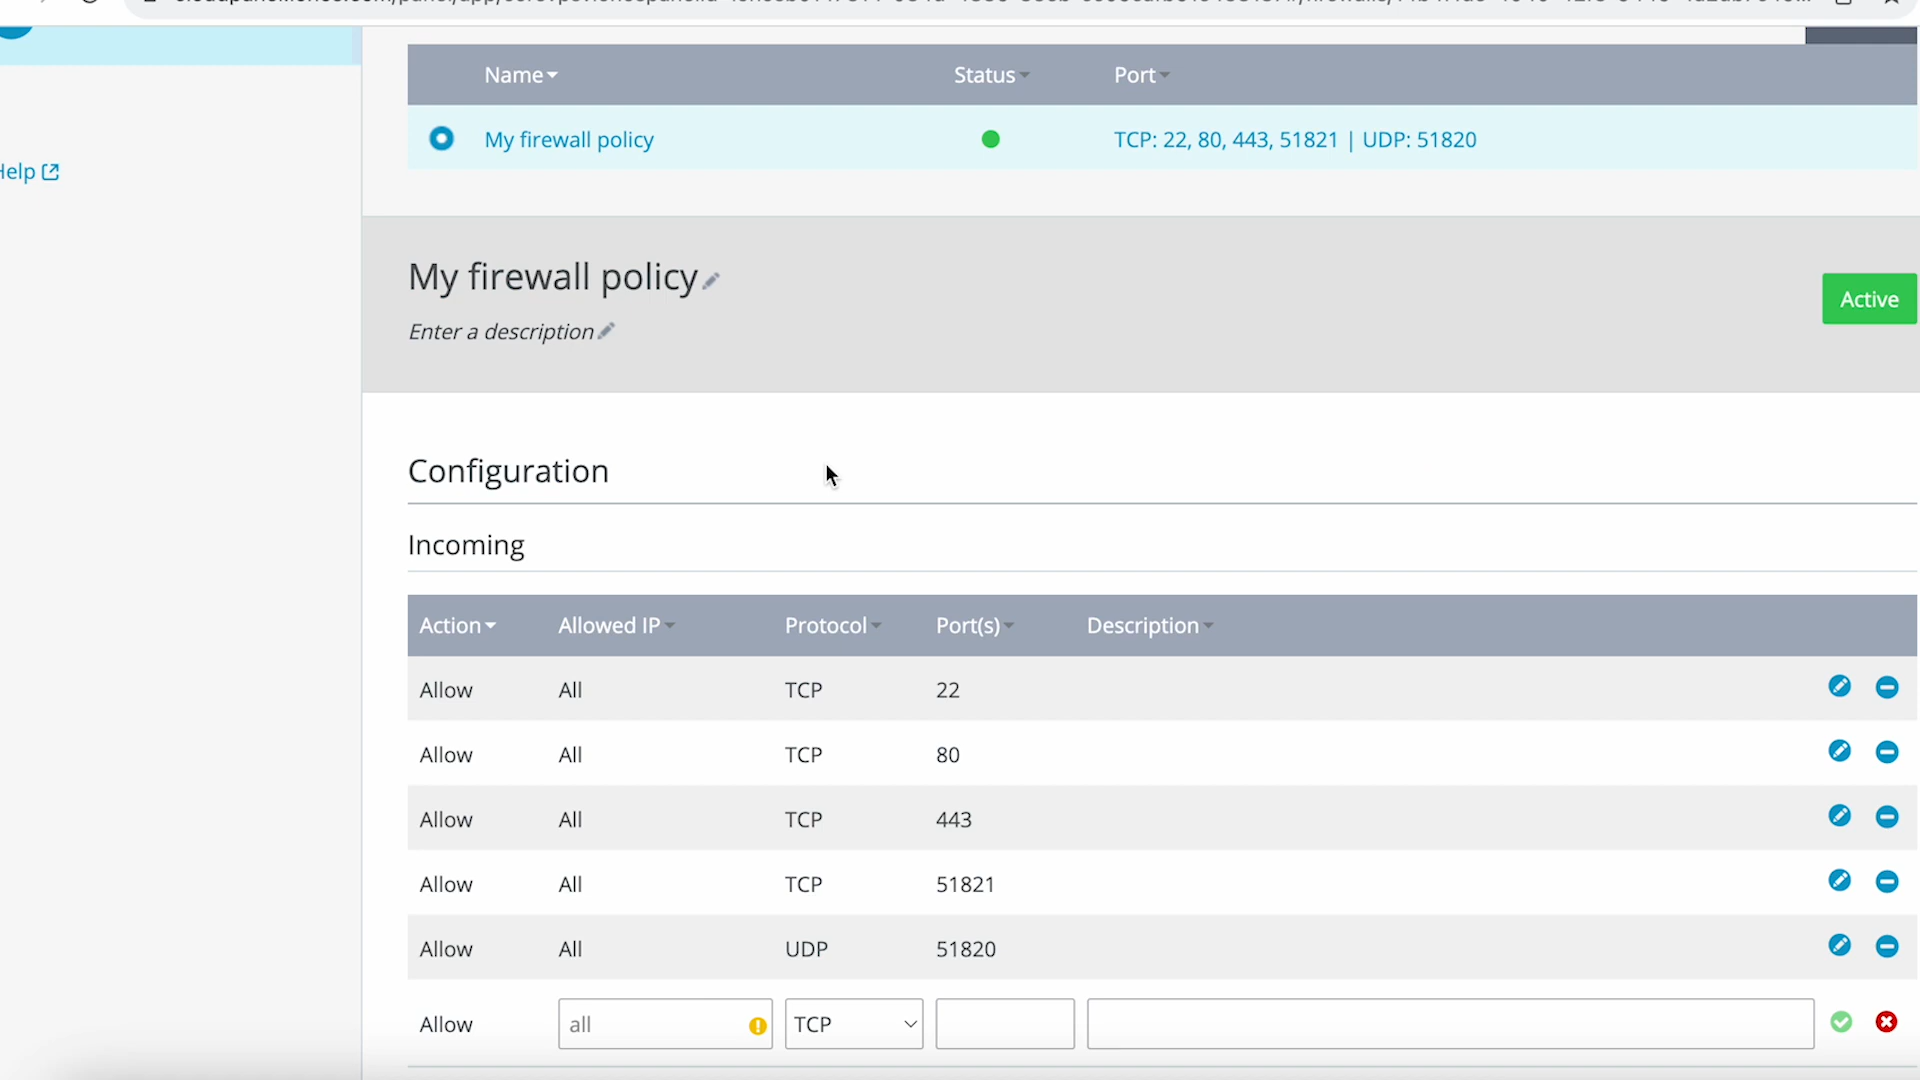 Name Status Port
My firewall policy TCP: 22, 80, 443, 51821 | UDP: 51820
Help
My firewall policy
Active
Enter a description
Configuration
Incoming
Action Allowed IP Protocol Port(s) Description
Allow All TCP 22
Allow All TCP 80
Allow All TCP 443
Allow All TCP 51821
Allow All UDP 51820
Allow all TCP